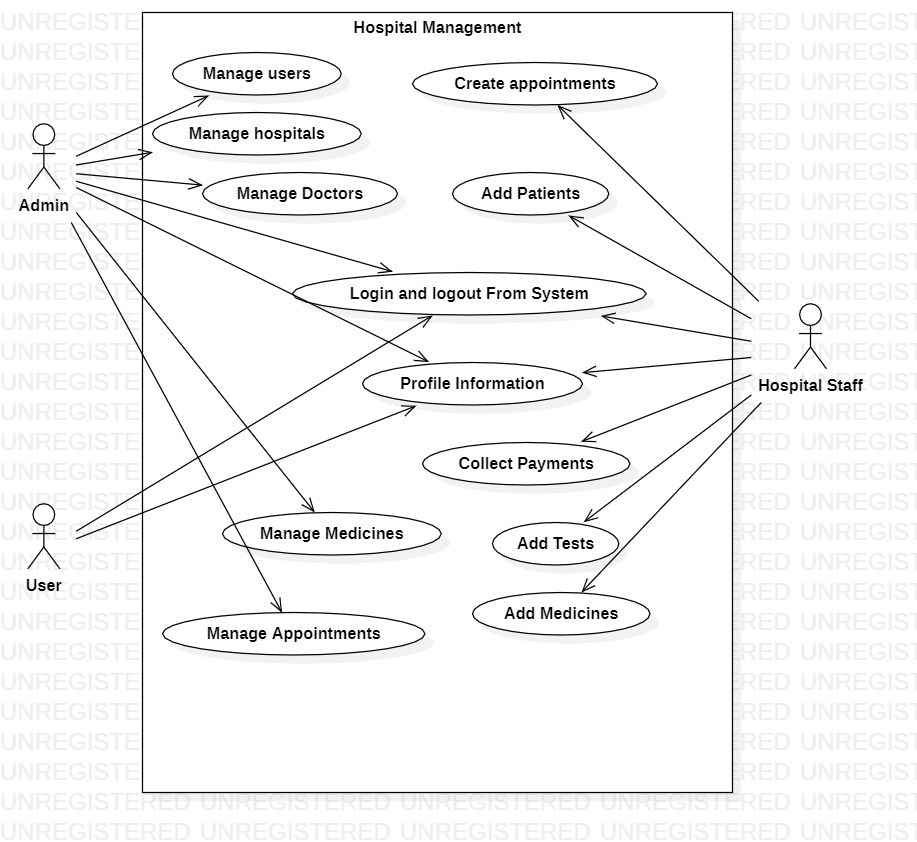 Hospital Management
Manage users
Create appointments
Manage hospitals
Manage Doctors
Add Patients
Admin
Login and logout From System
Hospital Staff
Profile Information
Collect Payments
Manage Medicines
Add Tests
User
Add Medicines
Manage Appointments
UNREGISTERED UNREGISTERED UNREGISTERED UNREGISTERED UNREGIST
UNREGISTERED UNREGISTERED UNREGISTERED UNREGISTERED UNREGIST